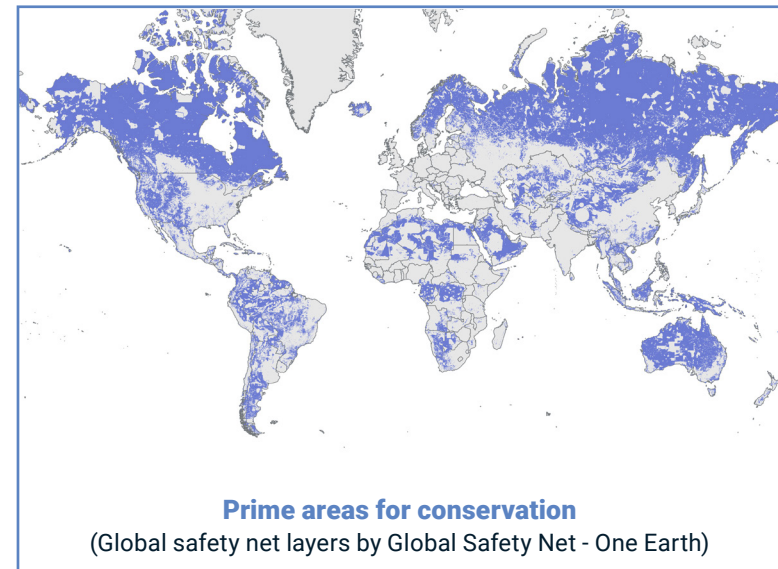 Prime areas for conservation
(Global safety net layers by Global Safety Net - One Earth)